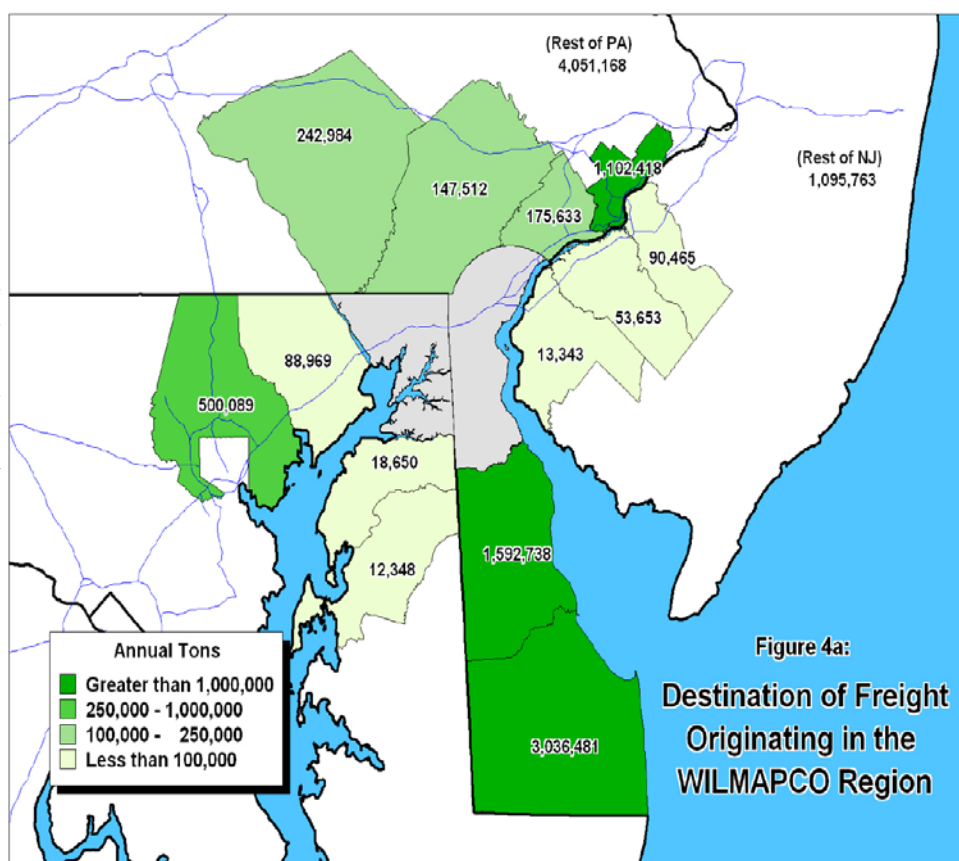 (Rest of PA)
4,051,168
242,984
1,102,418
147,512
(Rest of NJ)
1,095,763
175,633
90,465
53,653
13,343
88,969
500,089
18,650
1,592,738
12,348
Annual Tons
Greater than 1,000,000
250,000 - 1,000,000
100,000 - 250,000
Less than 100,000
3,036,481
Figure 4a:
Destination of Freight
Originating in the
WILMAPCO Region